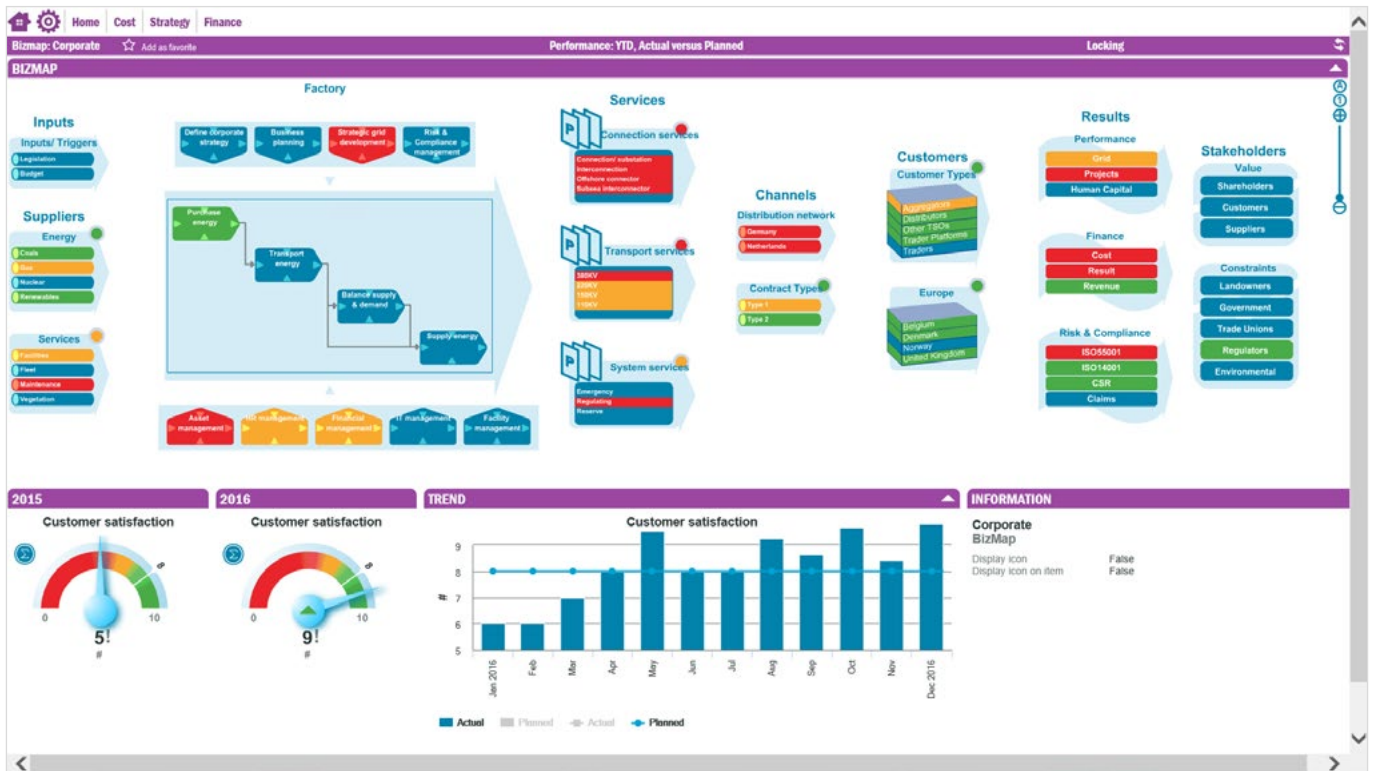 Home Cost Strategy Finance
Bizmap: Corporate Add as favorite Performance: YTD, Actual versus Planned Locking
BIZMAP
Inputs
Inputs/ Triggers
Legislation
Budget
Suppliers
Energy
Coals
Gas
Nuclear
Renewables
Services
Facilities
Fleet
Maintenance
Vegetation
Factory
Define corporate
strategy
Business
planning
Strategic grid
development
Risk &
Compliance
management
Purchase
energy
Transport
energy
Balance supply
& demand
Supply energy
Asset
management
HR management
Financial
management
IT management
Facility
management
Services
P
Connection services
Connection/ substation
Interconnection
Offshore connector
Subsea interconnector
P
Transport services
380KV
220KV
150KV
110KV
P
System services
Emergency
Regulating
Reserve
Channels
Distribution network
Germany
Netherlands
Contract Types
Type 1
Type 2
Customers
Customer Types
Aggregators
Distributors
Other TSOs
Trader Platforms
Traders
Europe
Belgium
Denmark
Norway
United Kingdom
Results
Performance
Grid
Projects
Human Capital
Finance
Cost
Result
Revenue
Risk & Compliance
ISO55001
ISO14001
CSR
Claims
Stakeholders
Value
Shareholders
Customers
Suppliers
Constraints
Landowners
Government
Trade Unions
Regulators
Environmental
2015
Customer satisfaction
8
0
10
5!
#
2016
Customer satisfaction
8
0
10
9!
#
TREND
Customer satisfaction
9
8
7
6
5
#
Jan 2016
Feb
Mar
Apr
May
Jun
Jul
Aug
Sep
Oct
Nov
Dec 2016
Actual Planned Actual Planned
INFORMATION
Corporate
BizMap
Display icon False
Display icon on item False